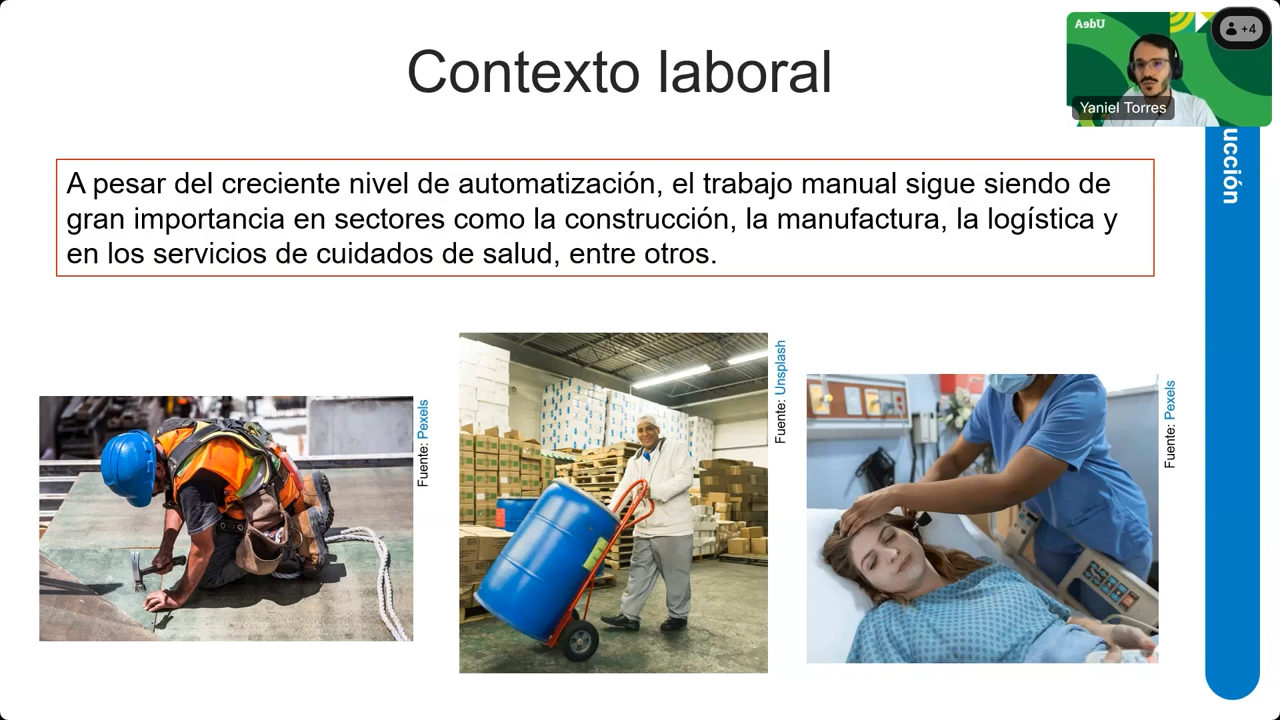 Contexto laboral
UdeA
+4
Yaniel Torres
ucción
A pesar del creciente nivel de automatización, el trabajo manual sigue siendo de
gran importancia en sectores como la construcción, la manufactura, la logística y
en los servicios de cuidados de salud, entre otros.
Fuente: Pexels
Fuente: Unsplash
Fuente: Pexels